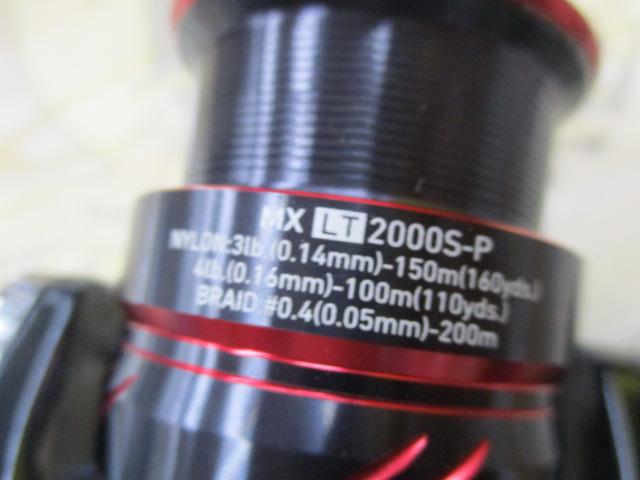 MX LT 2000S-P
NYLON:3lb.(0.14mm)-150m(160yds.)
4lb.(0.16mm)-100m(110yds.)
BRAID:#0.4(0.05mm)-200m